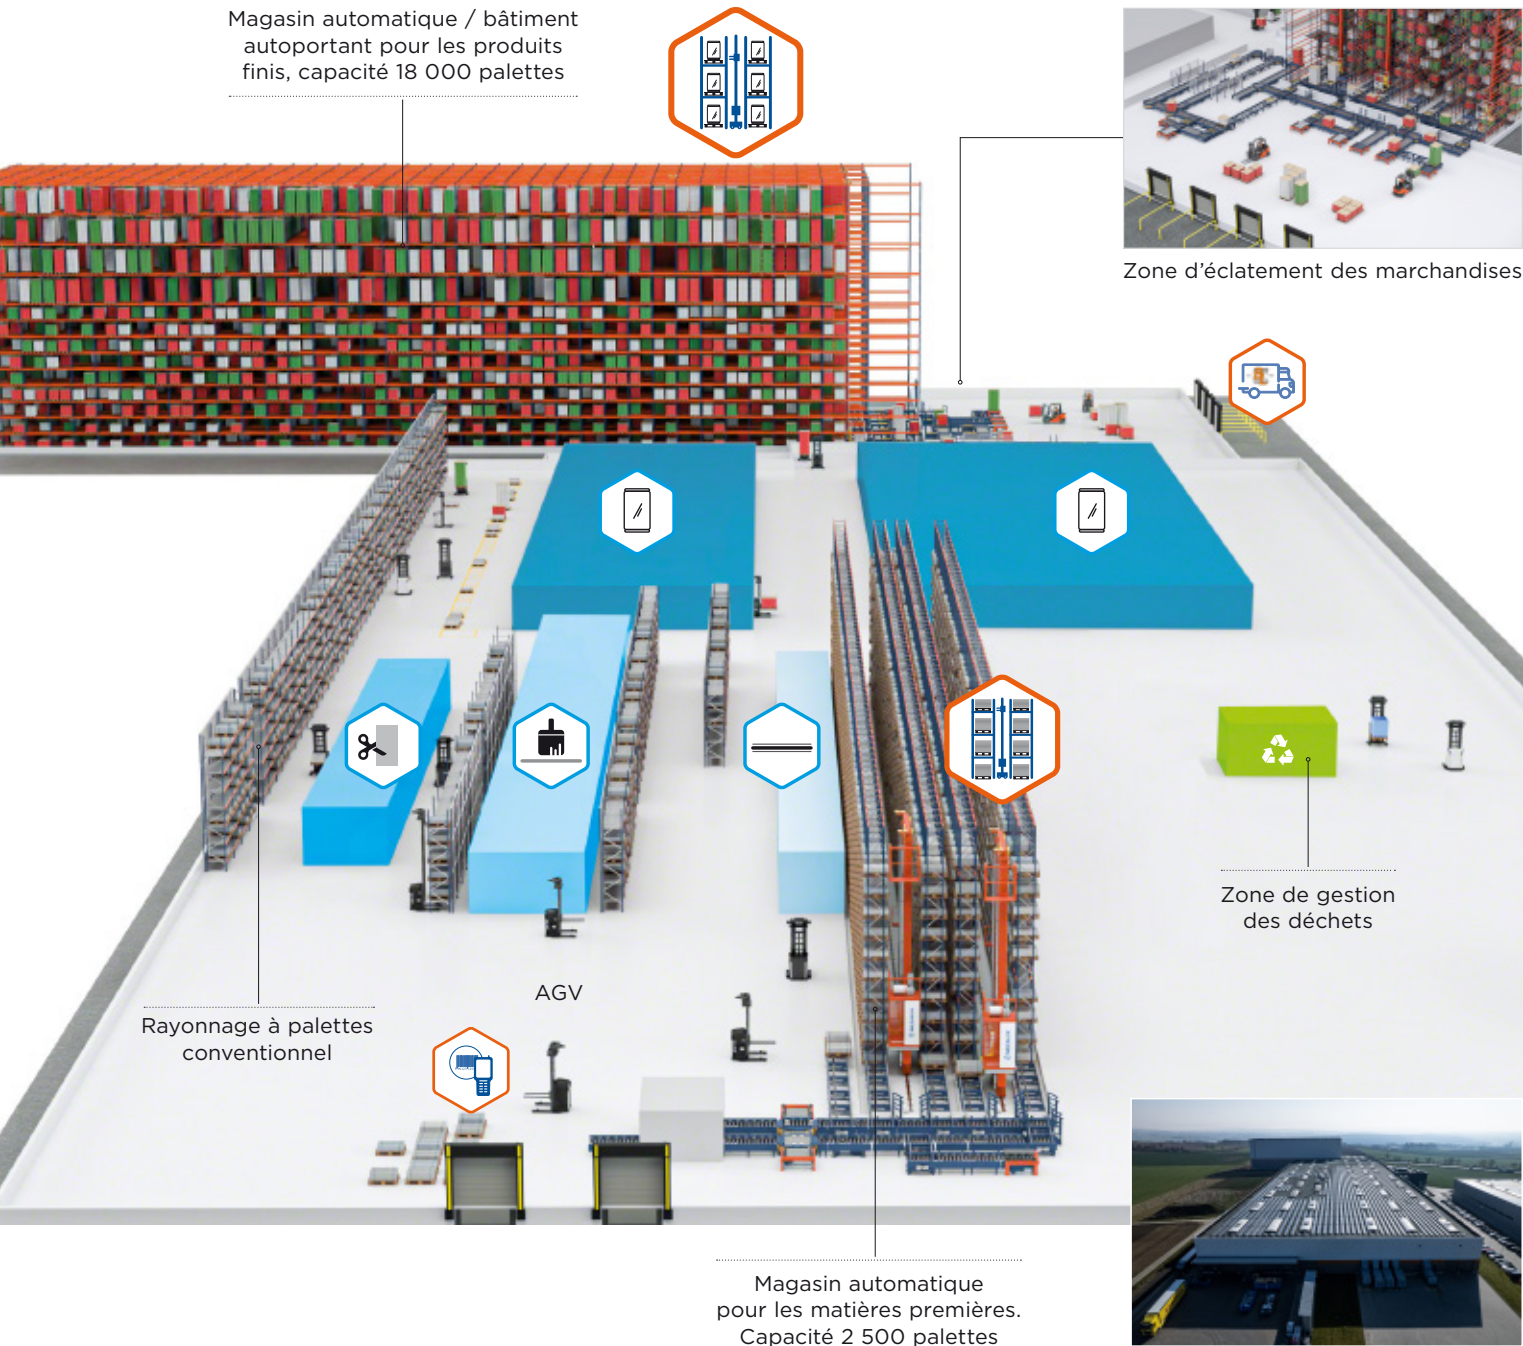 Magasin automatique / bâtiment
autoportant pour les produits
finis, capacité 18 000 palettes
Zone d'éclatement des marchandises
Zone de gestion
des déchets
AGV
Rayonnage à palettes
conventionnel
Magasin automatique
pour les matières premières.
Capacité 2 500 palettes